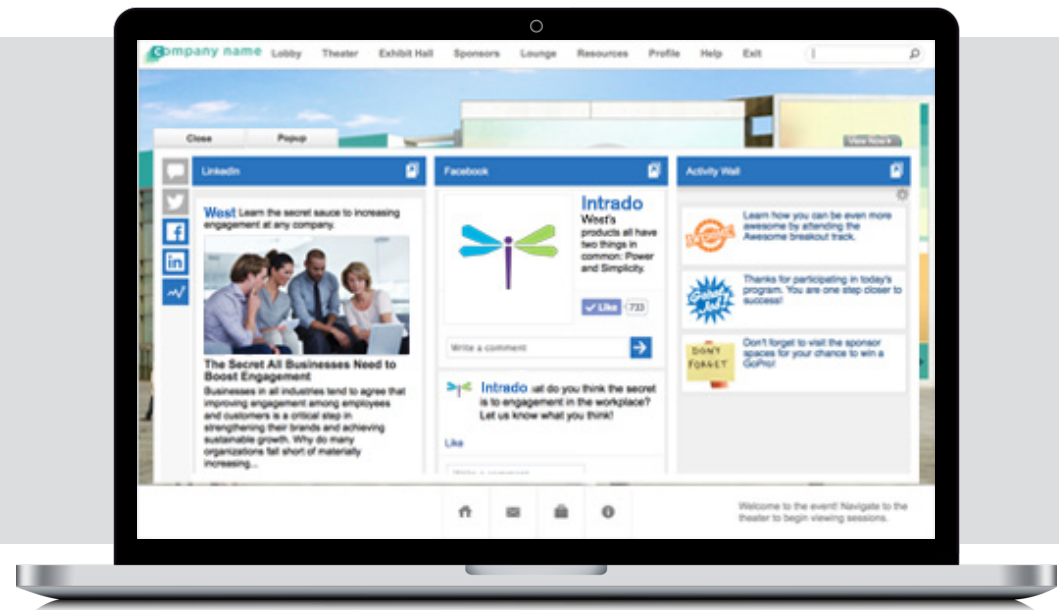 company name
Lobby Theater Exhibit Hall Sponsors Lounge Resources Profile Help Exit
View Now
Close Popup
LinkedIn
West Learn the secret sauce to increasing
engagement at any company.
The Secret All Businesses Need to
Boost Engagement
Businesses in all industries tend to agree that
improving engagement among employees
and customers is a critical step in
strengthening their brands and achieving
sustainable growth. Why do many
organizations fall short of materially
increasing...
Facebook
Intrado
West's
products all have
two things in
common: Power
and Simplicity.
Like 733
Write a comment
Intrado at do you think the secret
is to engagement in the workplace?
Let us know what you think!
Like
Write a comment
Activity Wall
Learn how you can be even more
awesome by attending the
Awesome breakout track.
Thanks for participating in today's
program. You are one step closer to
success!
DON'T
FORGET
Don't forget to visit the sponsor
spaces for your chance to win a
GoPro!
Welcome to the event! Navigate to the
theater to begin viewing sessions.